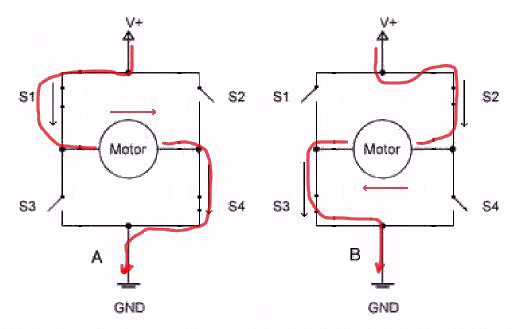 V+ V+
S1 S2 S1 S2
Motor Motor
S3 S4 S3 S4
A B
GND GND